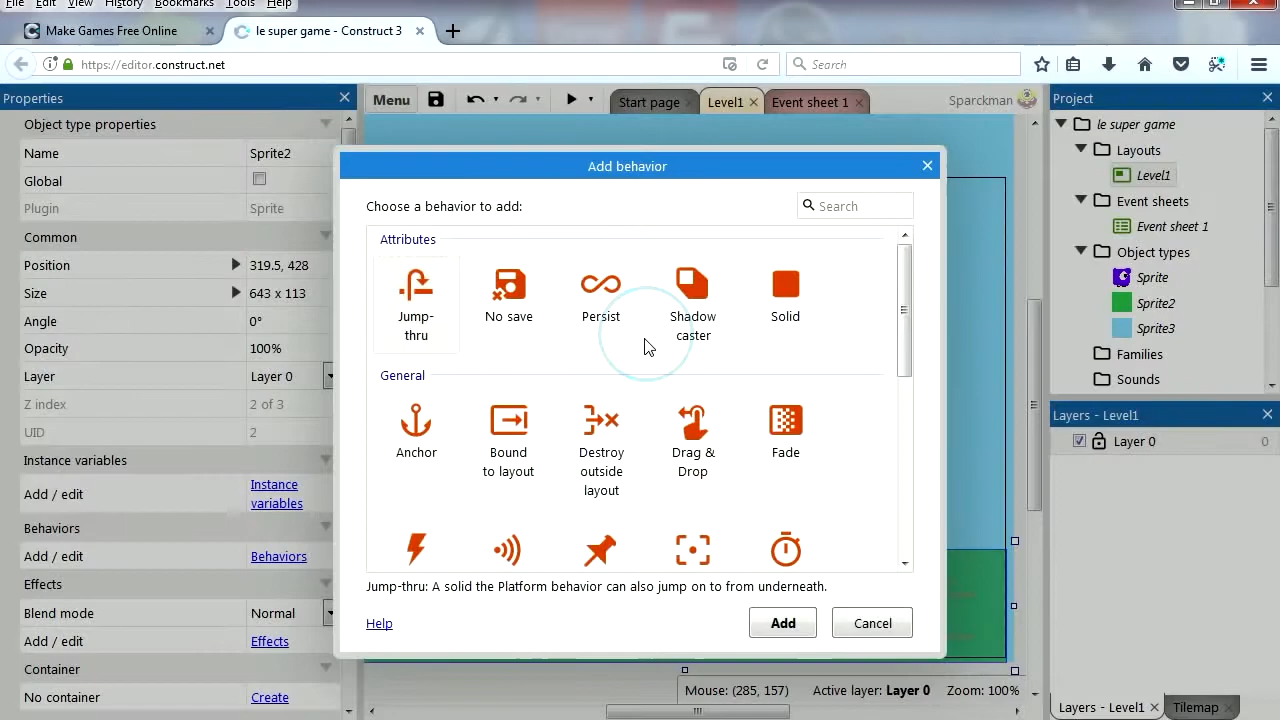 File Edit View History Bookmarks Tools Help
Make Games Free Online
le super game - Construct 3
https://editor.construct.net
Search
Properties
Menu
Start page
Level1
Event sheet 1
Sparckman
Project
Object type properties
Name Sprite2
Global
Plugin Sprite
Common
Position 319.5, 428
Size 643 x 113
Angle 0°
Opacity 100%
Layer Layer 0
Z index 2 of 3
UID 2
Instance variables
Add / edit Instance variables
Behaviors
Add / edit Behaviors
Effects
Blend mode Normal
Add / edit Effects
Container
No container Create
Add behavior
Choose a behavior to add:
Search
Attributes
Jump-thru
No save
Persist
Shadow caster
Solid
General
Anchor
Bound to layout
Destroy outside layout
Drag & Drop
Fade
Jump-thru: A solid the Platform behavior can also jump on to from underneath.
Help
Add
Cancel
Mouse: (285, 157) Active layer: Layer 0 Zoom: 100%
le super game
Layouts
Level1
Event sheets
Event sheet 1
Object types
Sprite
Sprite2
Sprite3
Families
Sounds
Layers - Level1
Layer 0 0
Layers - Level1
Tilemap